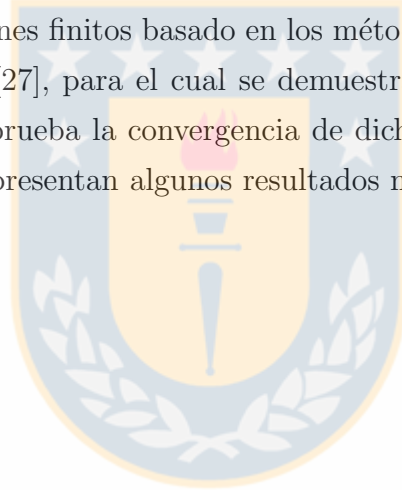 nes finitos basado en los méto
[27], para el cual se demuestr
rueba la convergencia de dich
presentan algunos resultados n